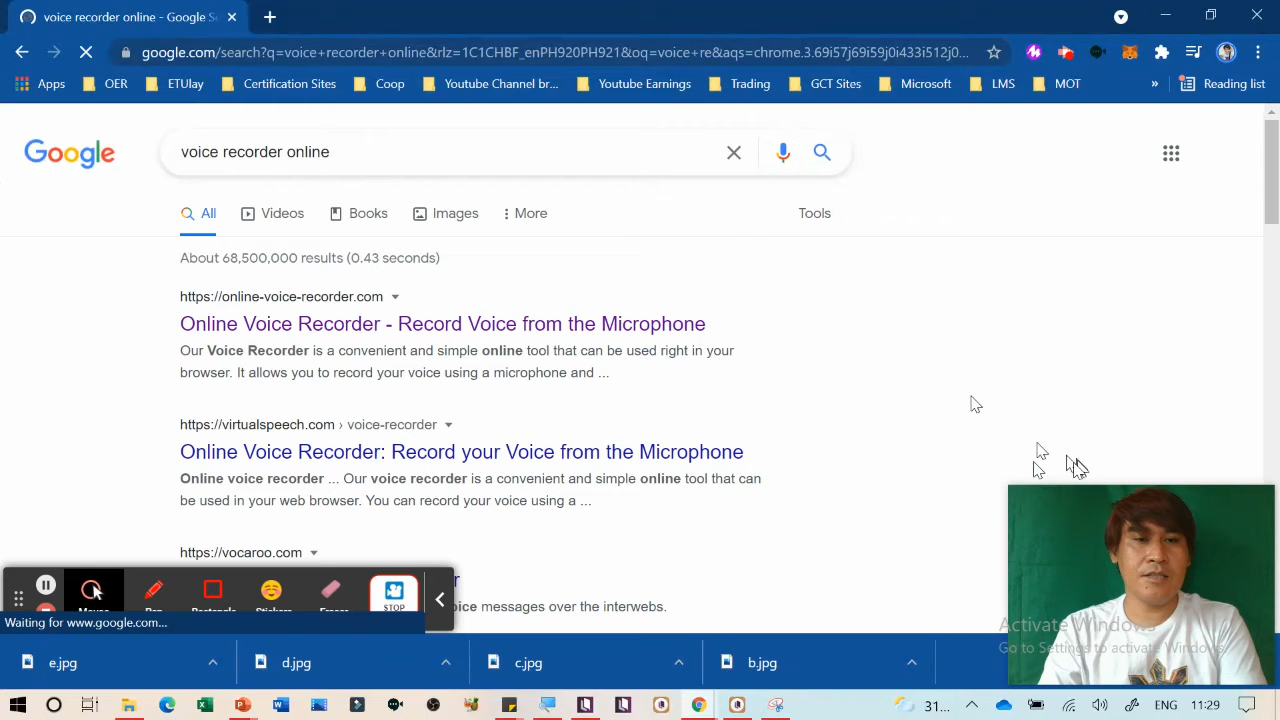 voice recorder online - Google Se
google.com/search?q=voice+recorder+online&rlz=1C1CHBF_enPH920PH921&oq=voice+re&aqs=chrome.3.69i57j69i59j0i433i512j0...
Apps OER ETUlay Certification Sites Coop Youtube Channel br... Youtube Earnings Trading GCT Sites Microsoft LMS MOT » Reading list
Google voice recorder online
All Videos Books Images More Tools
About 68,500,000 results (0.43 seconds)
https://online-voice-recorder.com
Online Voice Recorder - Record Voice from the Microphone
Our Voice Recorder is a convenient and simple online tool that can be used right in your
browser. It allows you to record your voice using a microphone and ...
https://virtualspeech.com › voice-recorder
Online Voice Recorder: Record your Voice from the Microphone
Online voice recorder ... Our voice recorder is a convenient and simple online tool that can
be used in your web browser. You can record your voice using a ...
https://vocaroo.com
oice messages over the interwebs.
Mouse Pen Rectangle Stickers Eraser STOP
Waiting for www.google.com...
Activate Windows
Go to Settings to activate Windows.
e.jpg d.jpg c.jpg b.jpg
31... ENG 11:29